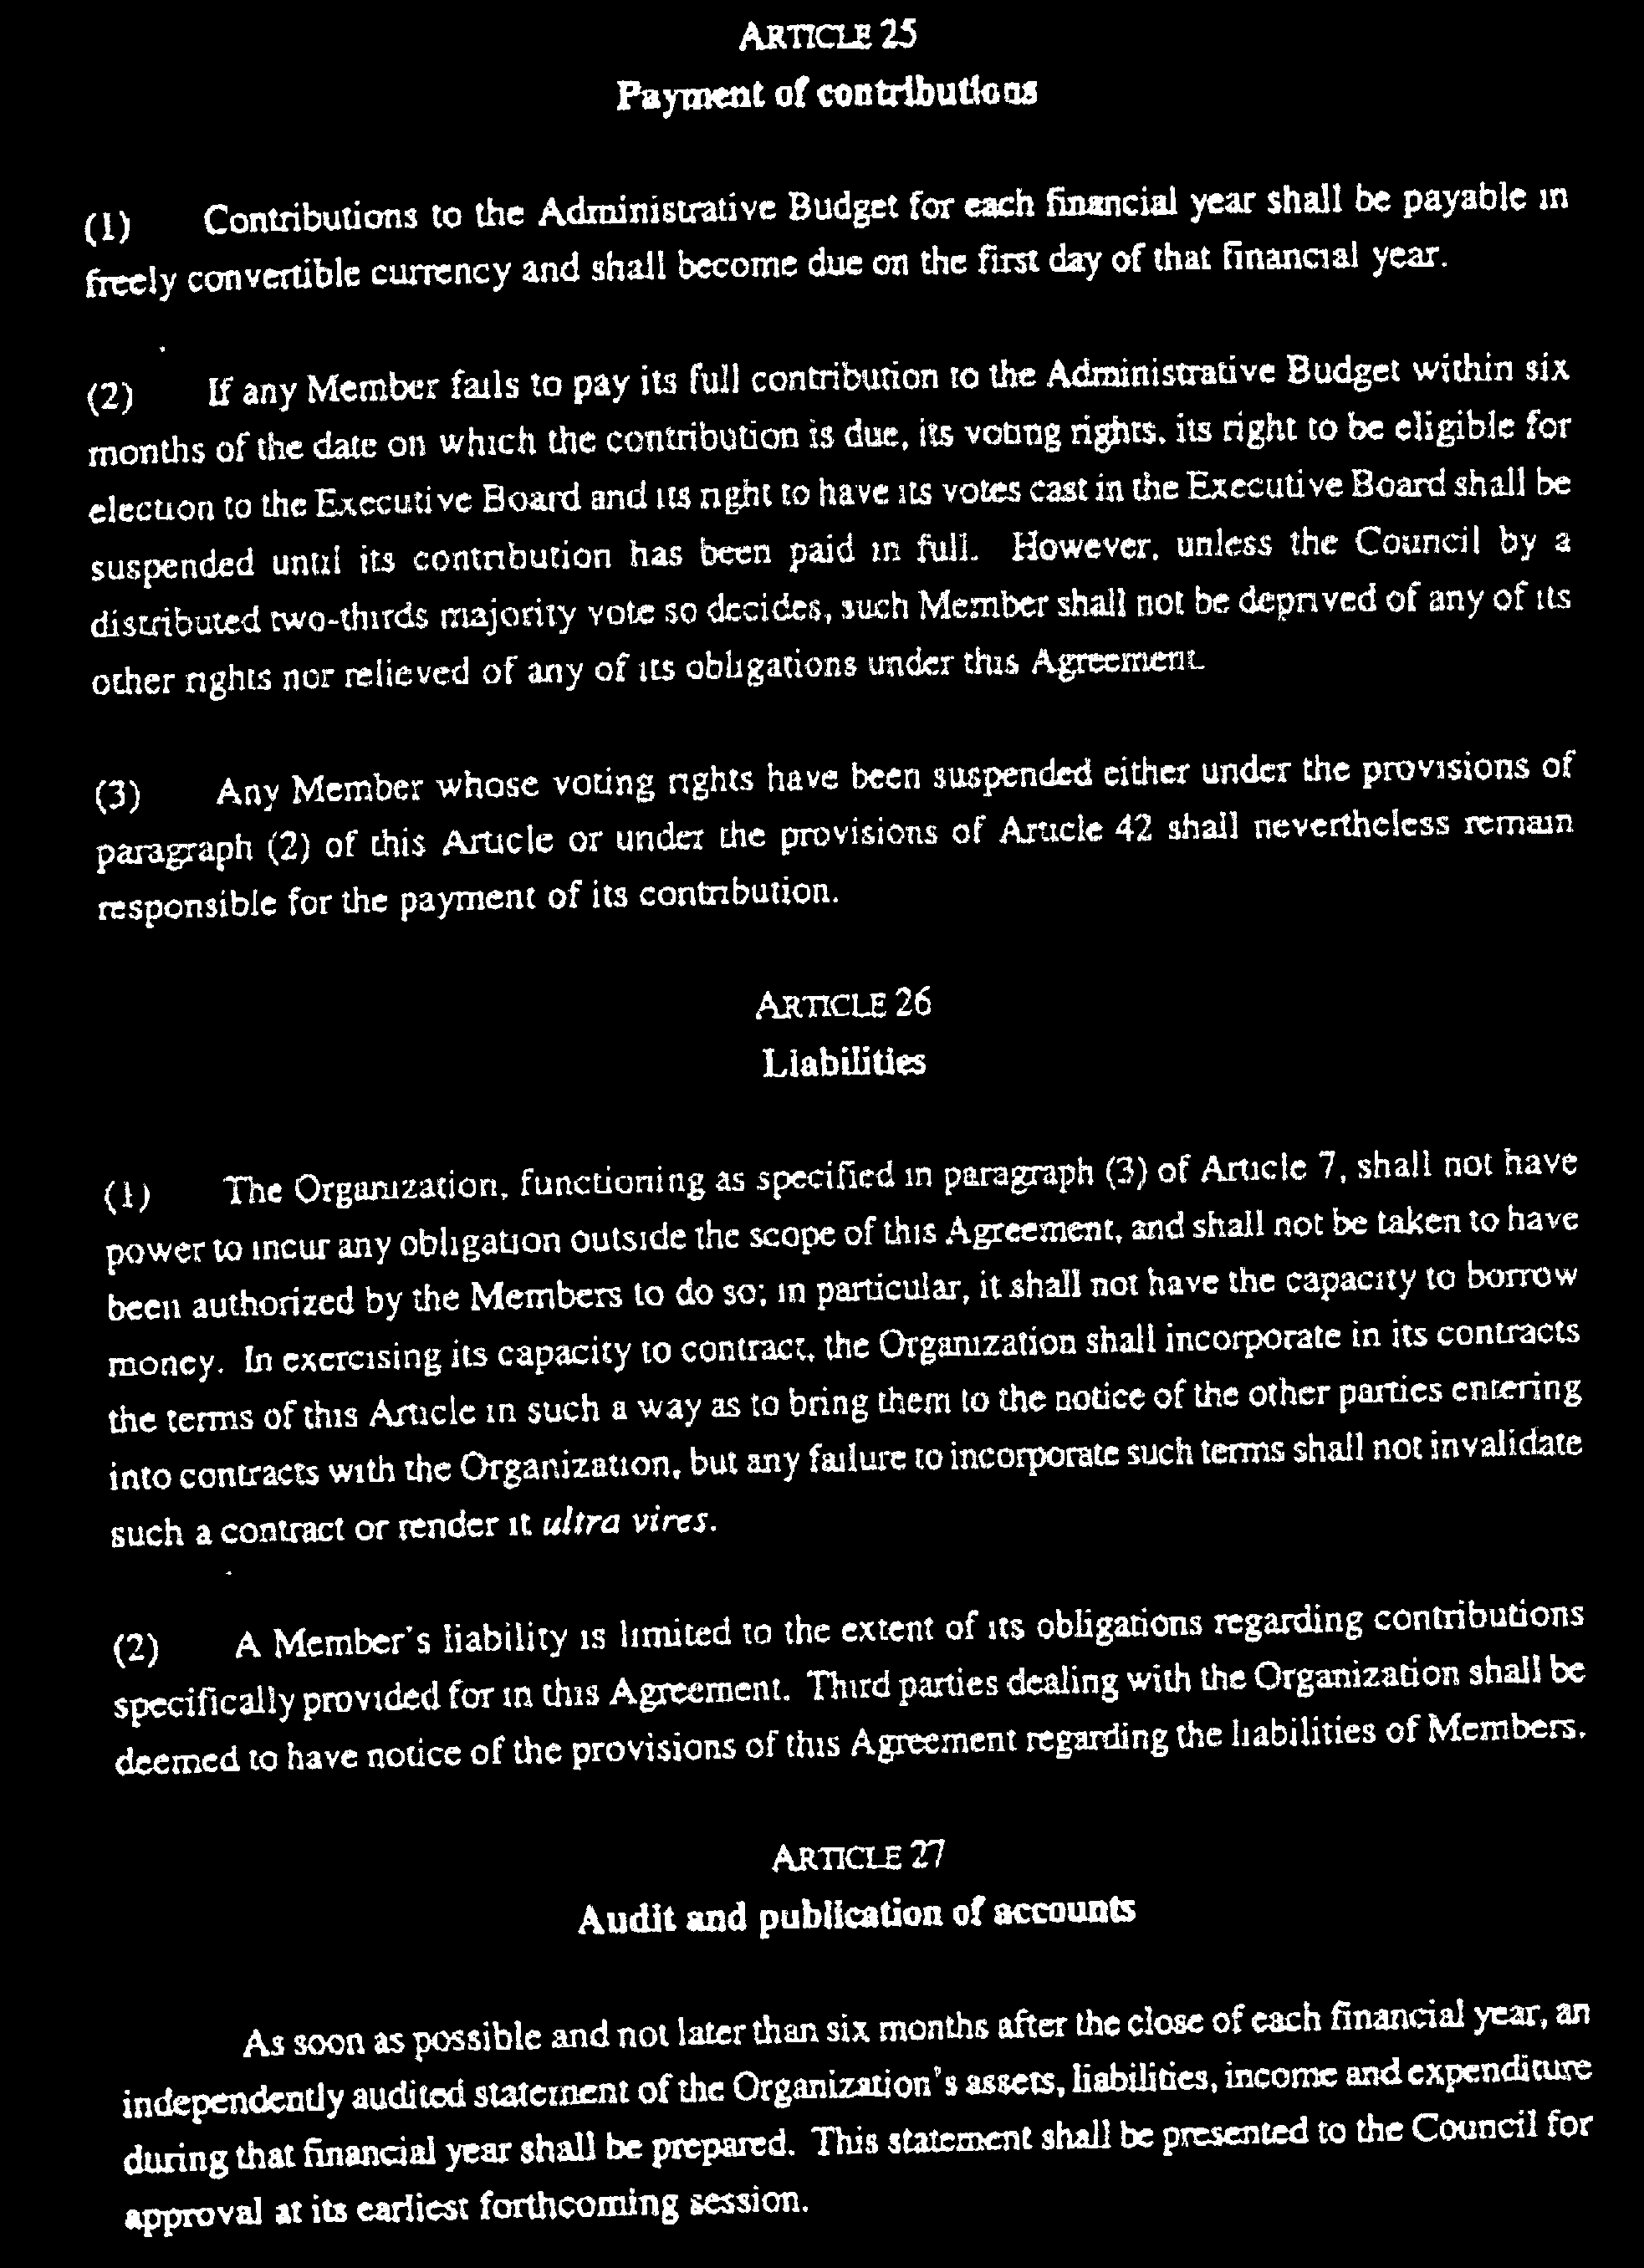 ARTICLE 25
Payment of contributions
(1) Contributions to the Administrative Budget for each financial year shall be payable in
freely convertible currency and shall become due on the first day of that financial year.
(2) If any Member fails to pay its full contribution to the Administrative Budget within six
months of the date on which the contribution is due, its voting rights, its right to be eligible for
election to the Executive Board and its right to have its votes cast in the Executive Board shall be
suspended until its contribution has been paid in full. However, unless the Council by a
distributed two-thirds majority vote so decides, such Member shall not be deprived of any of its
other rights nor relieved of any of its obligations under this Agreement.
(3) Any Member whose voting rights have been suspended either under the provisions of
paragraph (2) of this Article or under the provisions of Article 42 shall nevertheless remain
responsible for the payment of its contribution.
ARTICLE 26
Liabilities
(1) The Organization, functioning as specified in paragraph (3) of Article 7, shall not have
power to incur any obligation outside the scope of this Agreement, and shall not be taken to have
been authorized by the Members to do so; in particular, it shall not have the capacity to borrow
money. In exercising its capacity to contract, the Organization shall incorporate in its contracts
the terms of this Article in such a way as to bring them to the notice of the other parties entering
into contracts with the Organization, but any failure to incorporate such terms shall not invalidate
such a contract or render it ultra vires.
(2) A Member's liability is limited to the extent of its obligations regarding contributions
specifically provided for in this Agreement. Third parties dealing with the Organization shall be
deemed to have notice of the provisions of this Agreement regarding the liabilities of Members.
ARTICLE 27
Audit and publication of accounts
As soon as possible and not later than six months after the close of each financial year, an
independently audited statement of the Organization's assets, liabilities, income and expenditure
during that financial year shall be prepared. This statement shall be presented to the Council for
approval at its earliest forthcoming session.